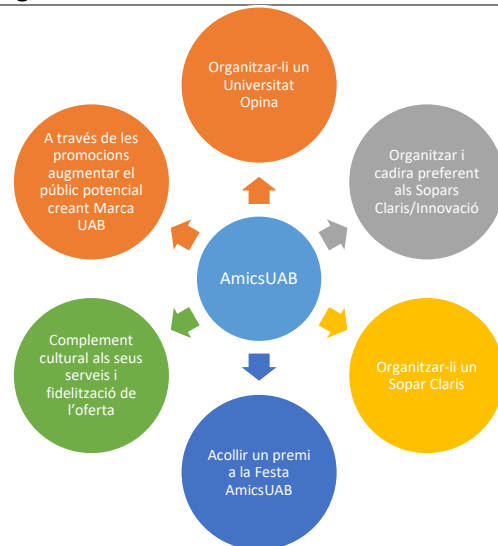 Organitzar-li un
Universitat
Opina
A través de les
promocions
augmentar el
públic potencial
creant Marca
UAB
Organitzar i
cadira preferent
als Sopars
Claris/Innovació
AmicsUAB
Complement
cultural als seus
serveis i
fidelització de
l'oferta
Organitzar-li un
Sopar Claris
Acollir un premi
a la Festa
AmicsUAB